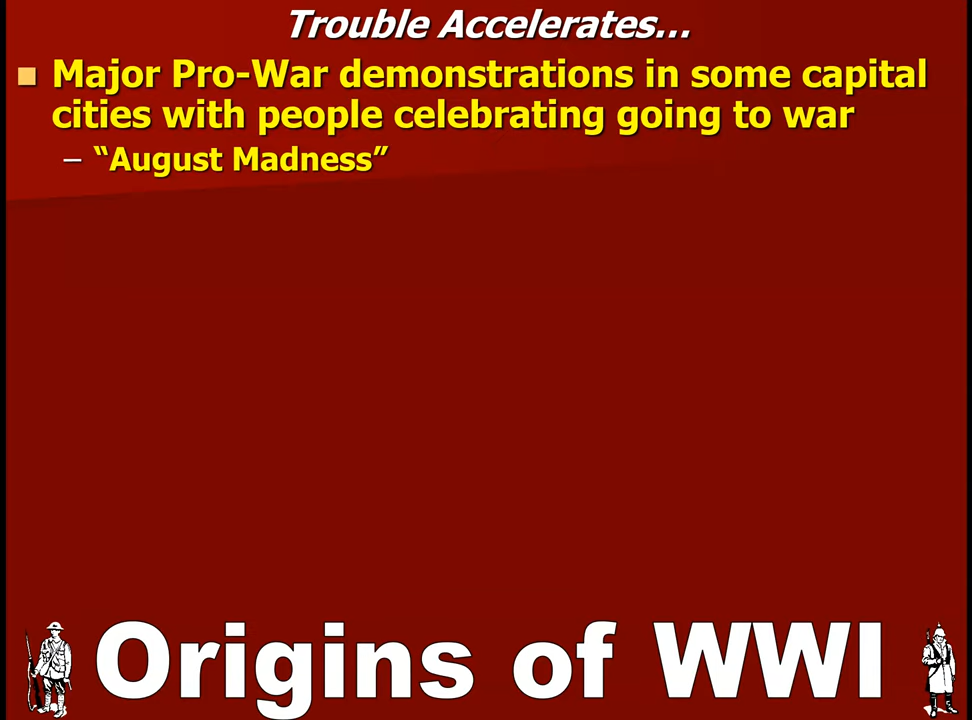 Trouble Accelerates...
Major Pro-War demonstrations in some capital
cities with people celebrating going to war
– “August Madness”
Origins of WWI